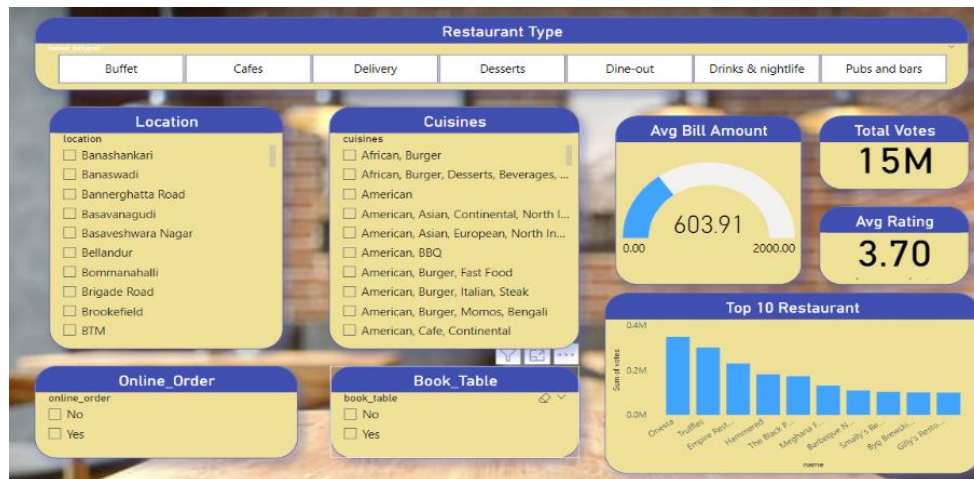 Restaurant Type
Buffet
Cafes
Delivery
Desserts
Dine-out
Drinks & nightlife
Pubs and bars
Location
location
Banashankari
Banaswadi
Bannerghatta Road
Basavanagudi
Basaveshwara Nagar
Bellandur
Bommanahalli
Brigade Road
Brookefield
BTM
Cuisines
cuisines
African, Burger
African, Burger, Desserts, Beverages, ...
American
American, Asian, Continental, North I...
American, Asian, European, North In...
American, BBQ
American, Burger, Fast Food
American, Burger, Italian, Steak
American, Burger, Momos, Bengali
American, Cafe, Continental
Avg Bill Amount
603.91
0.00
2000.00
Total Votes
15M
Avg Rating
3.70
Online_Order
online_order
No
Yes
Book_Table
book_table
No
Yes
Top 10 Restaurant
Sum of votes
0.4M
0.2M
0.0M
Onesta
Truffles
Empire Rest...
Hammered
The Black P...
Meghana F...
Barbeque N...
Smally's Re...
Byg Brewski...
Gilly's Resto...
name